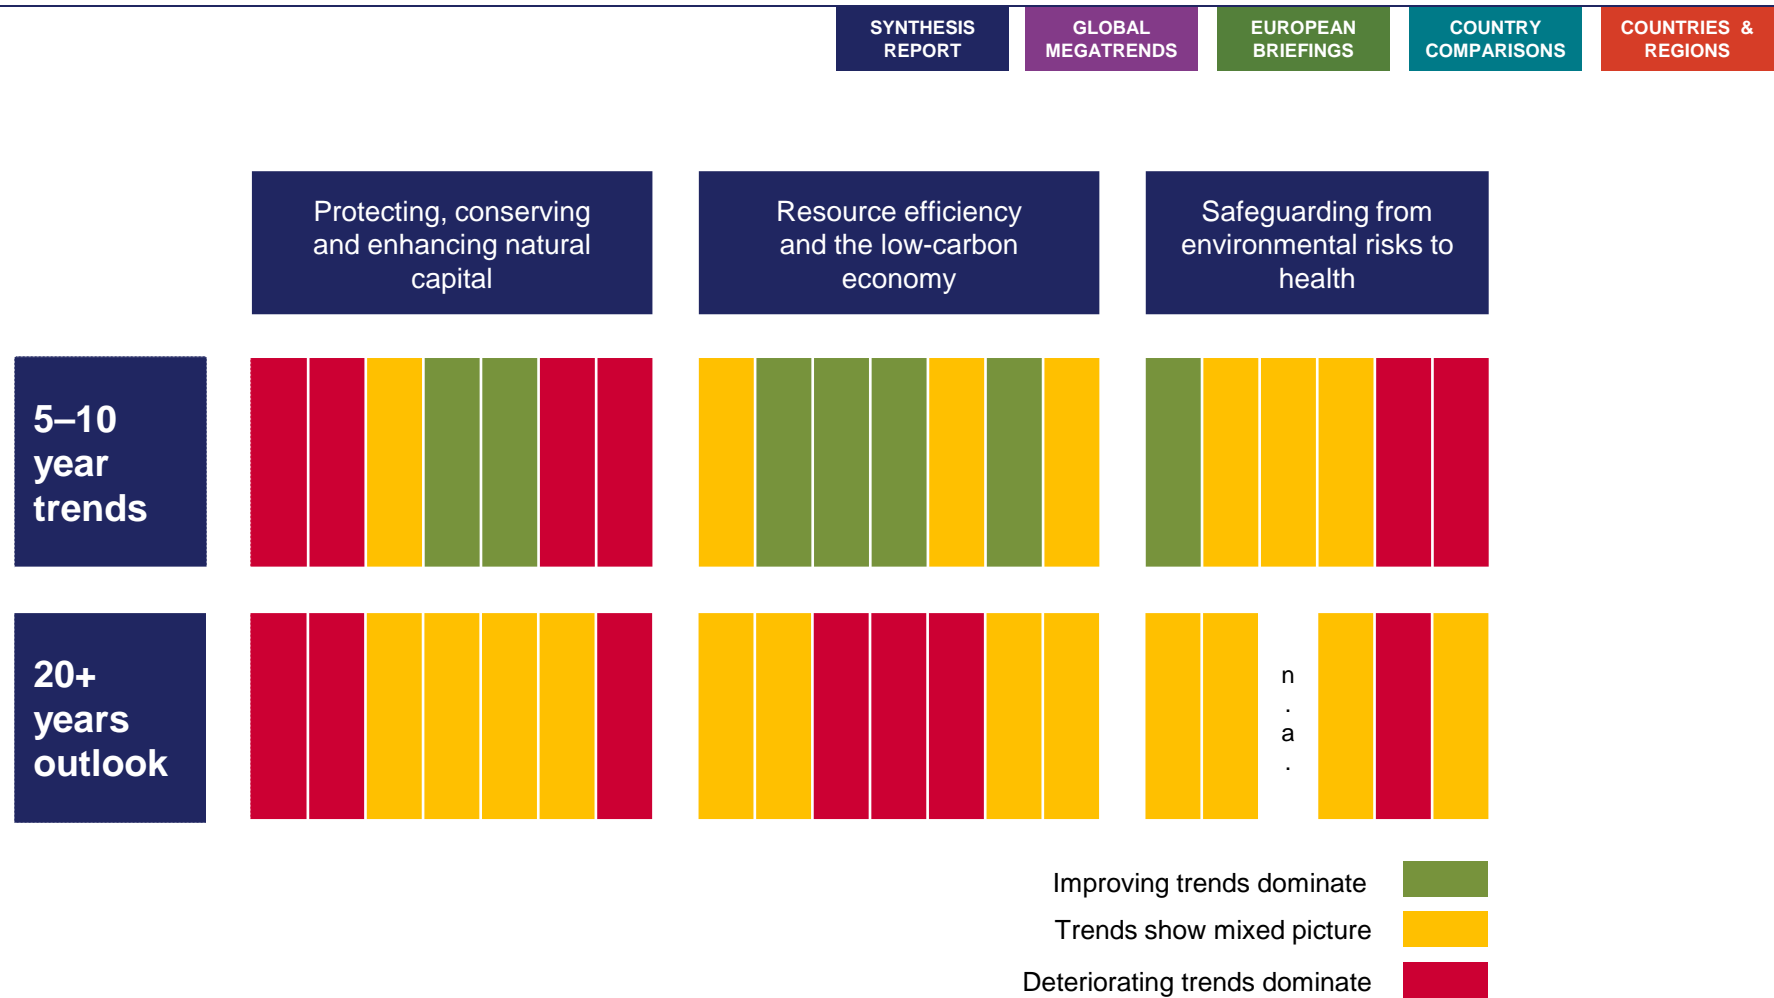 SYNTHESIS
REPORT
GLOBAL
MEGATRENDS
EUROPEAN
BRIEFINGS
COUNTRY
COMPARISONS
COUNTRIES &
REGIONS
Protecting, conserving
and enhancing natural
capital
Resource efficiency
and the low-carbon
economy
Safeguarding from
environmental risks to
health
5–10
year
trends
20+
years
outlook
n
.
a
.
Improving trends dominate
Trends show mixed picture
Deteriorating trends dominate